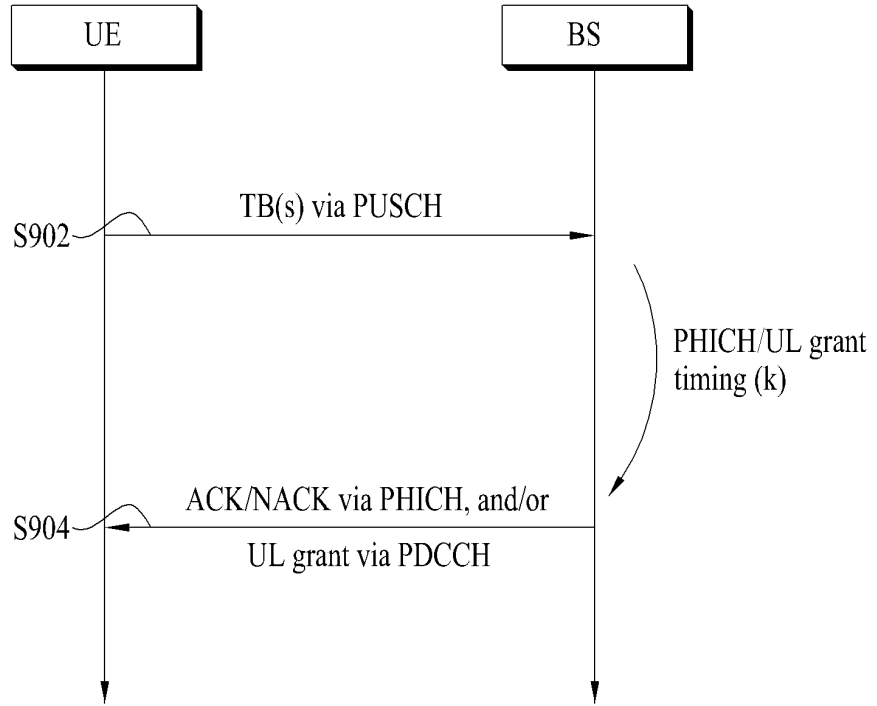 UE
BS
TB(s) via PUSCH
S902
PHICH/UL grant
timing (k)
ACK/NACK via PHICH, and/or
S904
UL grant via PDCCH